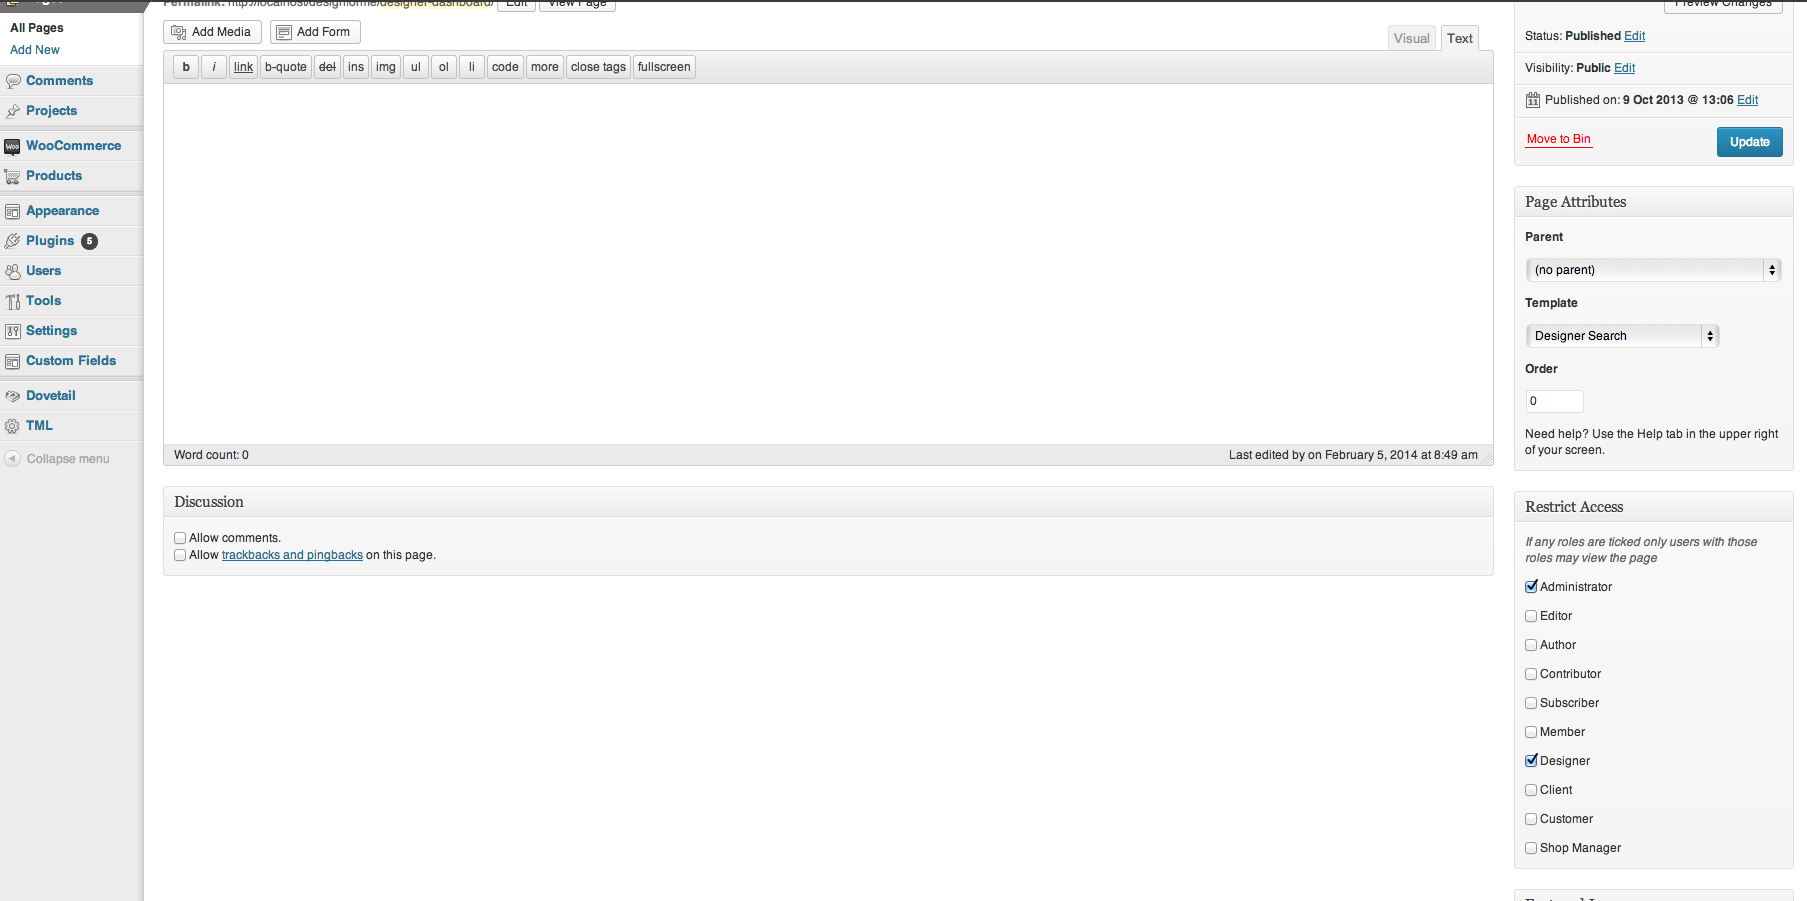 All Pages
Add New
Comments
Projects
WooCommerce
Products
Appearance
Plugins 5
Users
Tools
Settings
Custom Fields
Dovetail
TML
Collapse menu
Permalink: http://localhost/designforme/designer-dashboard/ Edit View Page
Add Media Add Form
Visual Text
b i link b-quote del ins img ul ol li code more close tags fullscreen
Word count: 0
Last edited by on February 5, 2014 at 8:49 am
Discussion
Allow comments.
Allow trackbacks and pingbacks on this page.
Preview Changes
Status: Published Edit
Visibility: Public Edit
11 Published on: 9 Oct 2013 @ 13:06 Edit
Move to Bin Update
Page Attributes
Parent
(no parent)
Template
Designer Search
Order
0
Need help? Use the Help tab in the upper right
of your screen.
Restrict Access
If any roles are ticked only users with those
roles may view the page
Administrator
Editor
Author
Contributor
Subscriber
Member
Designer
Client
Customer
Shop Manager